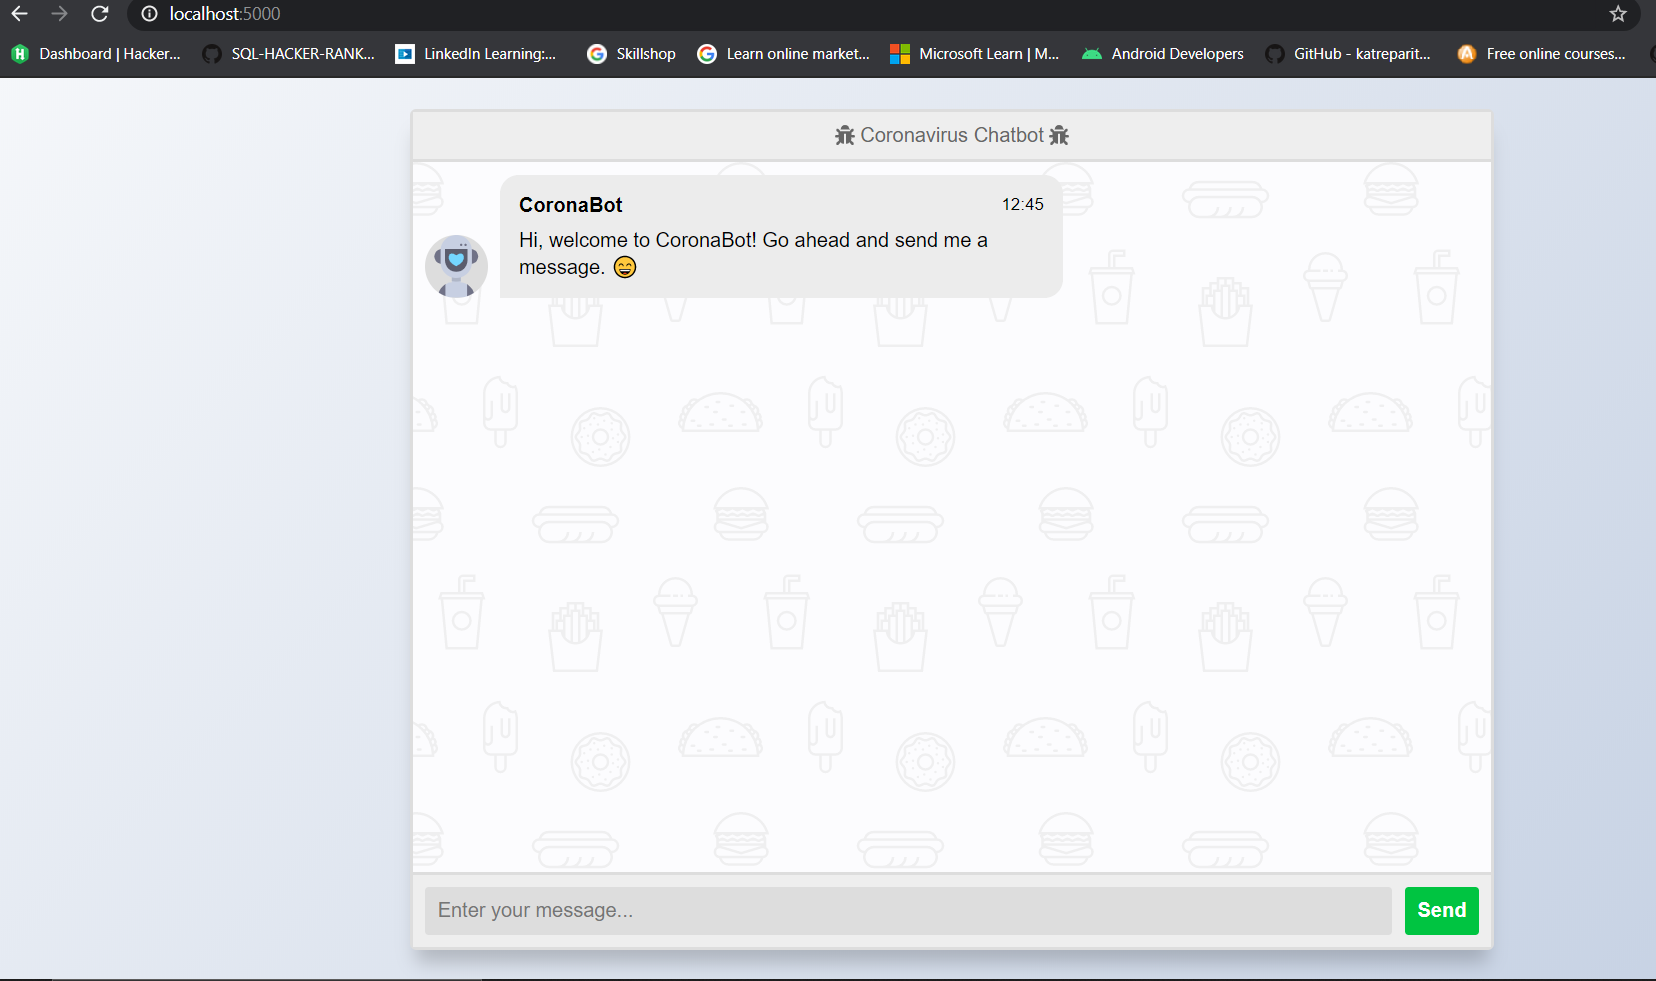 localhost:5000
Dashboard | Hacker... SQL-HACKER-RANK... LinkedIn Learning:... Skillshop Learn online market... Microsoft Learn | M... Android Developers GitHub - katreparit... Free online courses...
Coronavirus Chatbot
CoronaBot 12:45
Hi, welcome to CoronaBot! Go ahead and send me a
message. 😄
Enter your message... Send